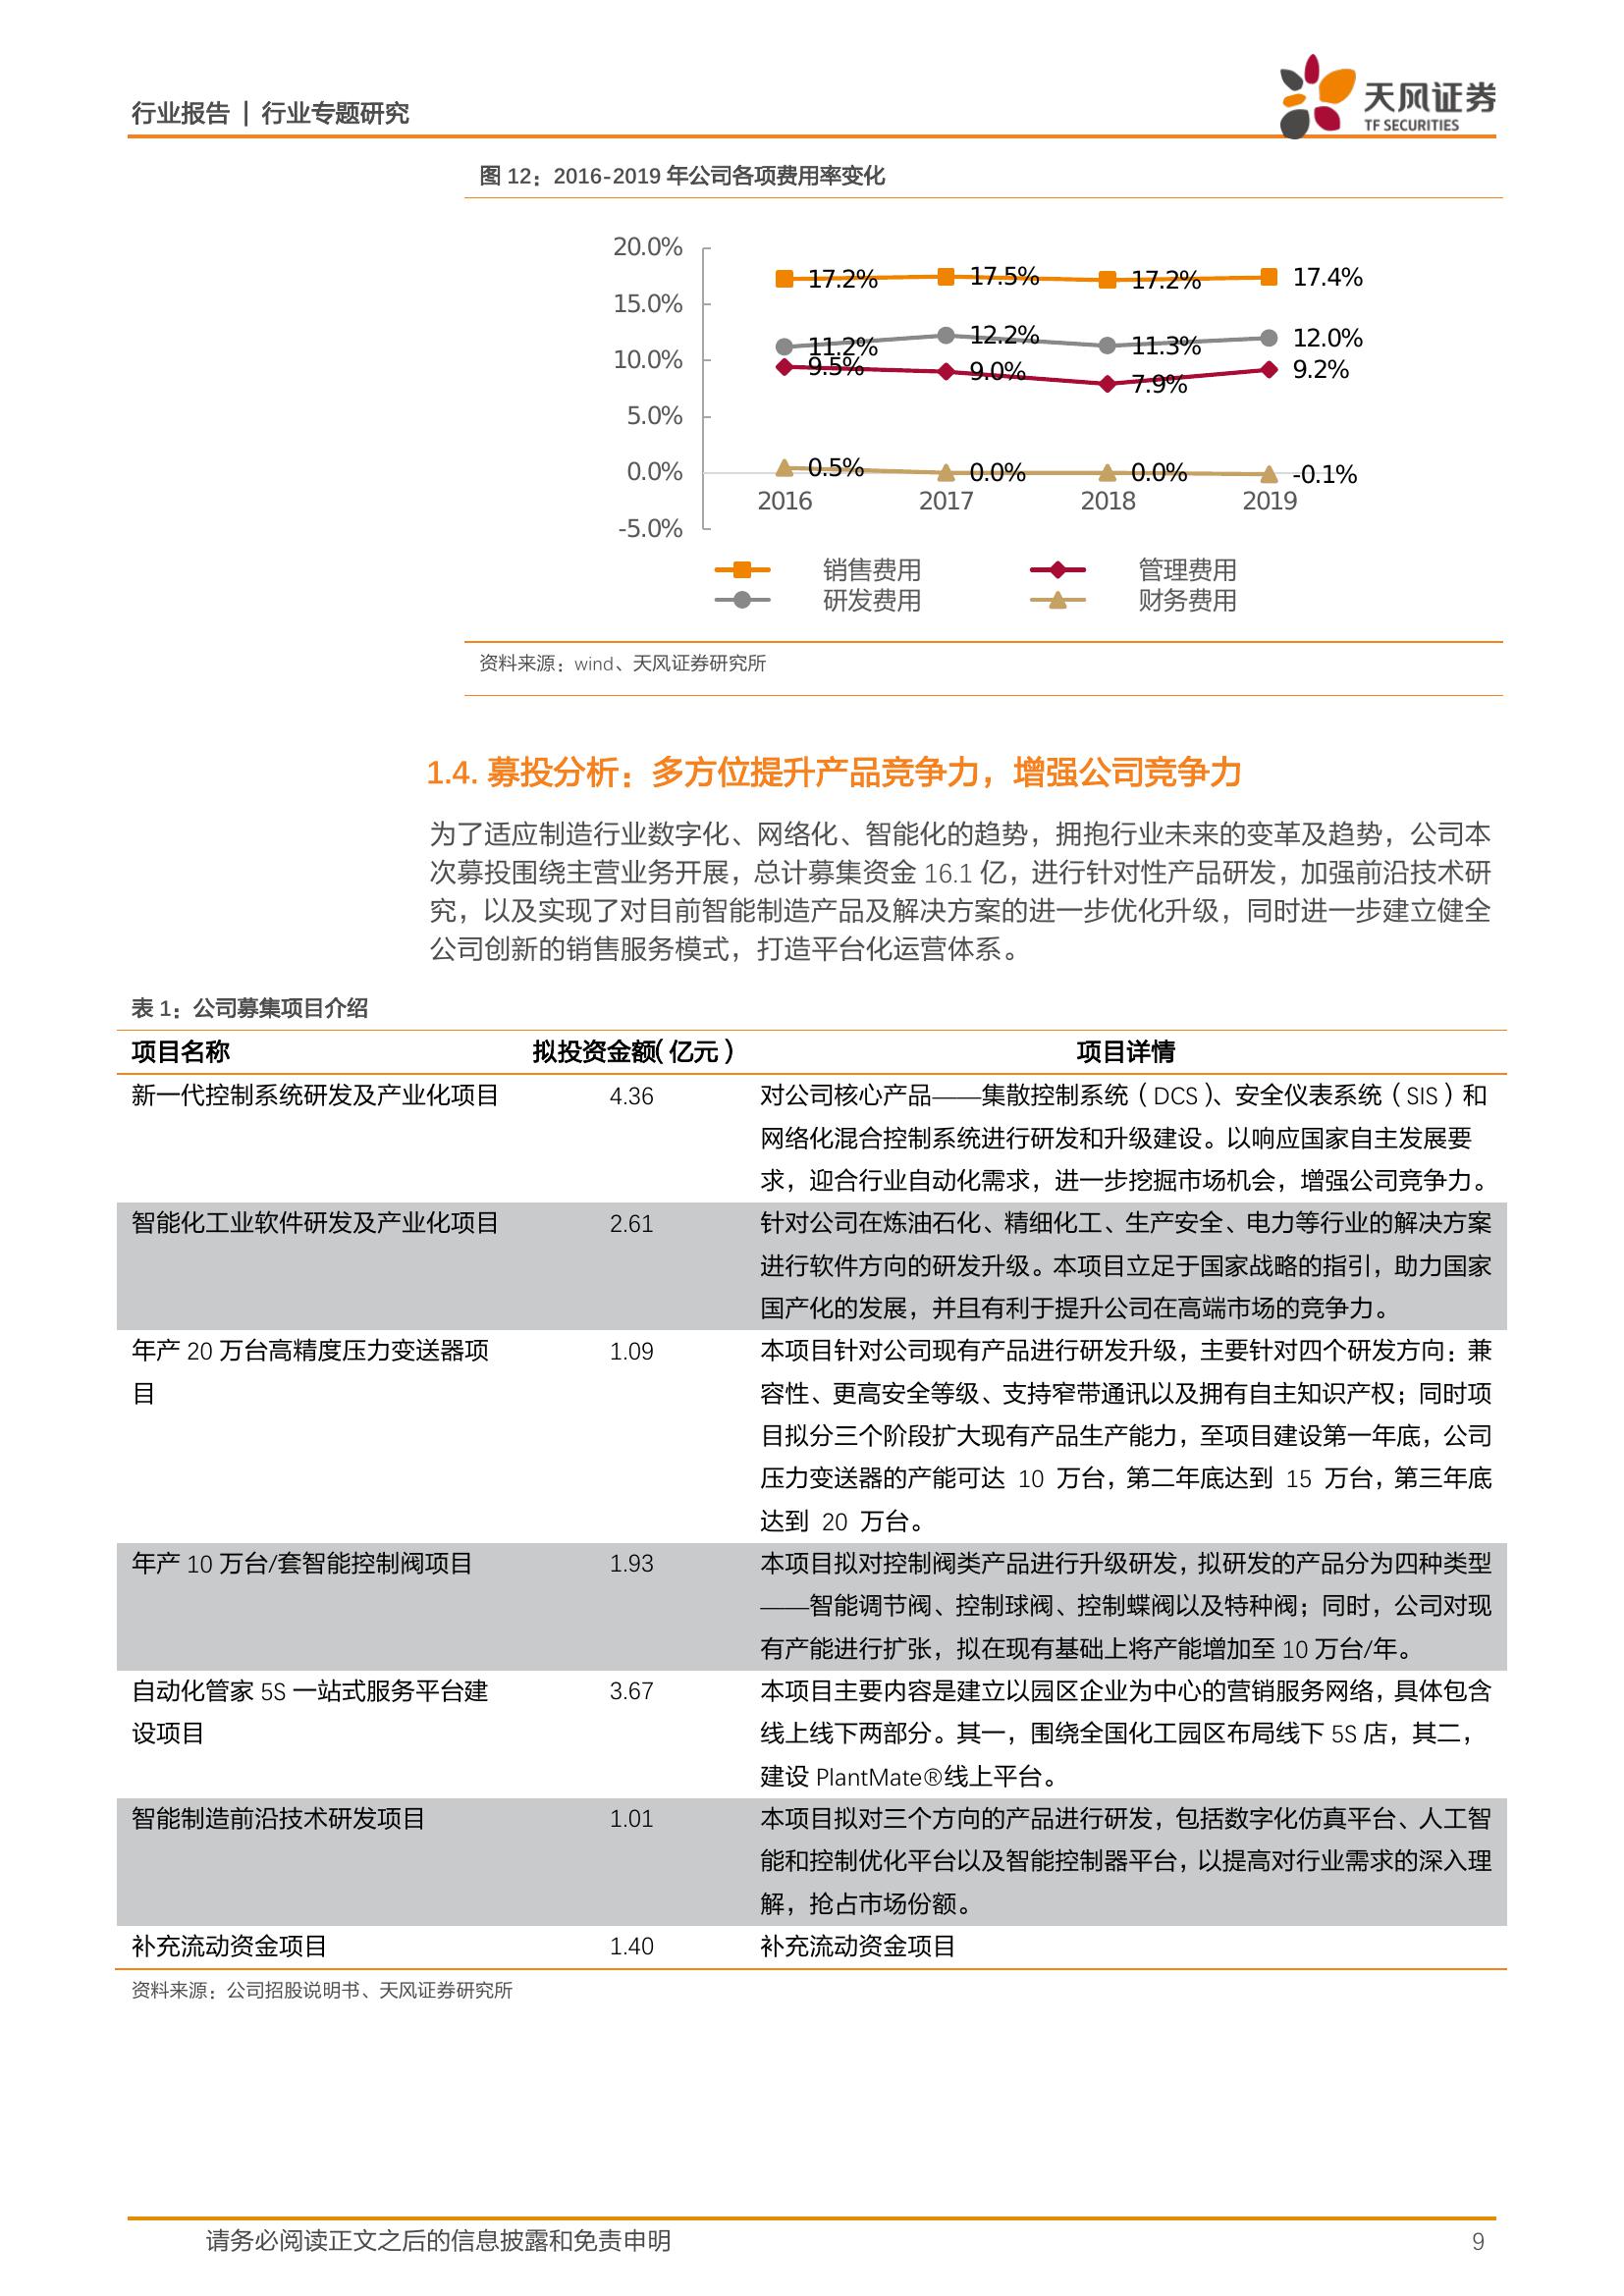 行业报告 | 行业专题研究
天风证券
TF SECURITIES
图 12：2016-2019 年公司各项费用率变化
20.0%
15.0%
10.0%
5.0%
0.0%
-5.0%
17.2% 17.5% 17.2% 17.4%
11.2% 12.2% 11.3% 12.0%
9.5% 9.0% 7.9% 9.2%
0.5% 0.0% 0.0% -0.1%
2016 2017 2018 2019
销售费用 管理费用
研发费用 财务费用
资料来源：wind、天风证券研究所
1.4. 募投分析：多方位提升产品竞争力，增强公司竞争力
为了适应制造行业数字化、网络化、智能化的趋势，拥抱行业未来的变革及趋势，公司本
次募投围绕主营业务开展，总计募集资金 16.1 亿，进行针对性产品研发，加强前沿技术研
究，以及实现了对目前智能制造产品及解决方案的进一步优化升级，同时进一步建立健全
公司创新的销售服务模式，打造平台化运营体系。
表 1：公司募集项目介绍
项目名称 拟投资金额（亿元） 项目详情
新一代控制系统研发及产业化项目 4.36 对公司核心产品——集散控制系统（DCS）、安全仪表系统（SIS）和
网络化混合控制系统进行研发和升级建设。以响应国家自主发展要
求，迎合行业自动化需求，进一步挖掘市场机会，增强公司竞争力。
智能化工业软件研发及产业化项目 2.61 针对公司在炼油石化、精细化工、生产安全、电力等行业的解决方案
进行软件方向的研发升级。本项目立足于国家战略的指引，助力国家
国产化的发展，并且有利于提升公司在高端市场的竞争力。
年产 20 万台高精度压力变送器项 1.09 本项目针对公司现有产品进行研发升级，主要针对四个研发方向：兼
目 容性、更高安全等级、支持窄带通讯以及拥有自主知识产权；同时项
目拟分三个阶段扩大现有产品生产能力，至项目建设第一年底，公司
压力变送器的产能可达 10 万台，第二年底达到 15 万台，第三年底
达到 20 万台。
年产 10 万台/套智能控制阀项目 1.93 本项目拟对控制阀类产品进行升级研发，拟研发的产品分为四种类型
——智能调节阀、控制球阀、控制蝶阀以及特种阀；同时，公司对现
有产能进行扩张，拟在现有基础上将产能增加至 10 万台/年。
自动化管家 5S 一站式服务平台建 3.67 本项目主要内容是建立以园区企业为中心的营销服务网络，具体包含
设项目 线上线下两部分。其一，围绕全国化工园区布局线下 5S 店，其二，
建设 PlantMate®线上平台。
智能制造前沿技术研发项目 1.01 本项目拟对三个方向的产品进行研发，包括数字化仿真平台、人工智
能和控制优化平台以及智能控制器平台，以提高对行业需求的深入理
解，抢占市场份额。
补充流动资金项目 1.40 补充流动资金项目
资料来源：公司招股说明书、天风证券研究所
请务必阅读正文之后的信息披露和免责申明 9